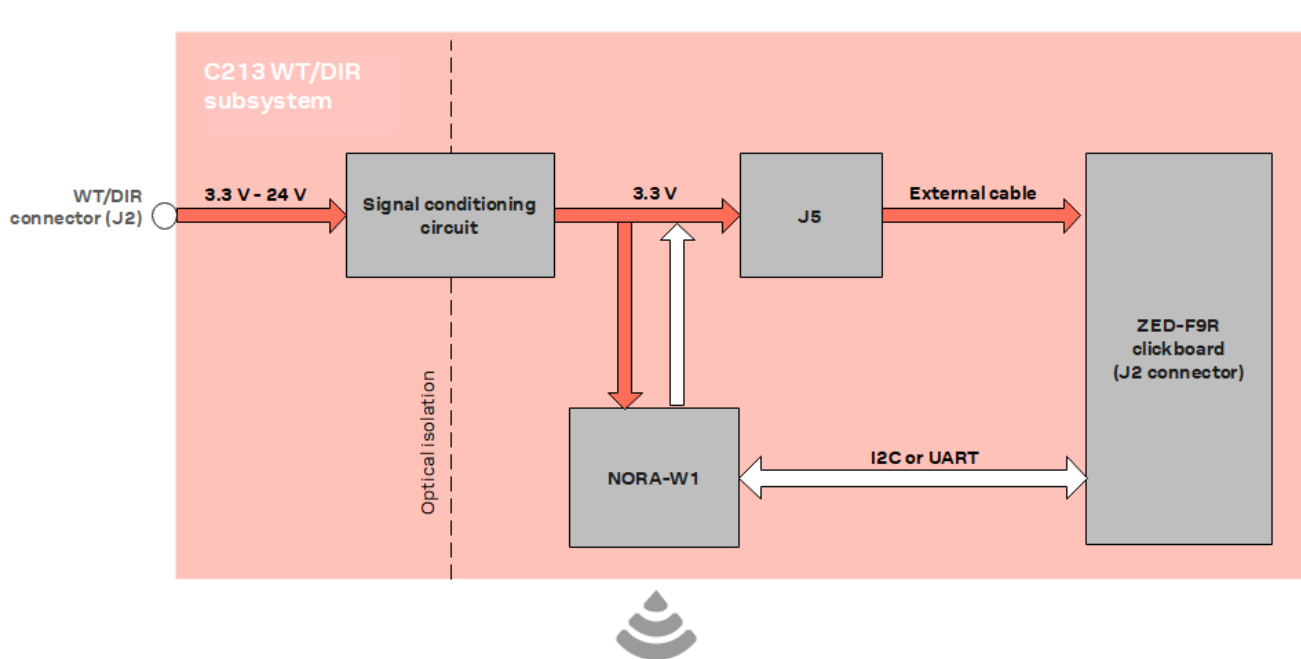 C213 WT/DIR
subsystem
WT/DIR
connector (J2)
3.3 V - 24 V
Signal conditioning
circuit
3.3 V
J5
External cable
ZED-F9R
clickboard
(J2 connector)
Optical isolation
NORA-W1
I2C or UART